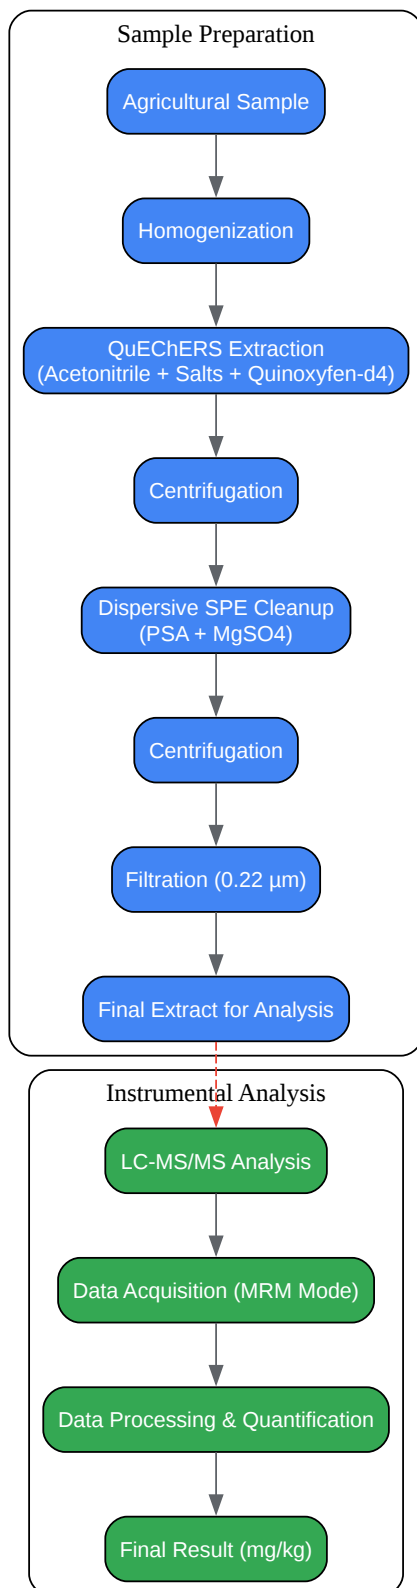 Sample Preparation
Agricultural Sample
Homogenization
QuEChERS Extraction
(Acetonitrile + Salts + Quinoxyfen-d4)
Centrifugation
Dispersive SPE Cleanup
(PSA + MgSO4)
Centrifugation
Filtration (0.22 µm)
Final Extract for Analysis
Instrumental Analysis
LC-MS/MS Analysis
Data Acquisition (MRM Mode)
Data Processing & Quantification
Final Result (mg/kg)